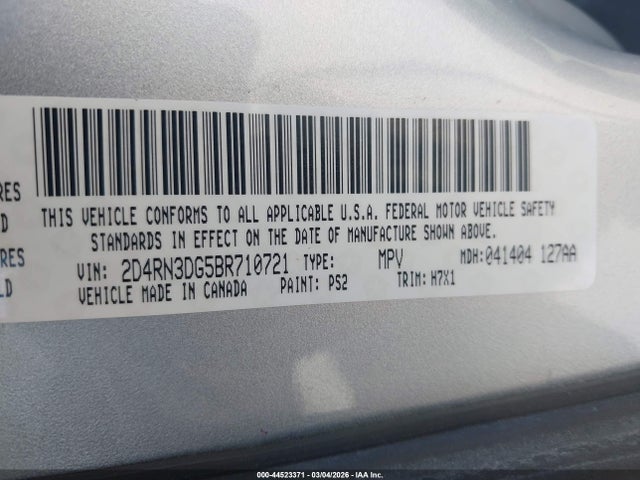 RES
THIS VEHICLE CONFORMS TO ALL APPLICABLE U.S.A. FEDERAL MOTOR VEHICLE SAFETY
D
STANDARDS IN EFFECT ON THE DATE OF MANUFACTURE SHOWN ABOVE.
ES
VIN: 2D4RN3DG5BR710721 TYPE: MPV MDH:041404 127AA
LD
VEHICLE MADE IN CANADA PAINT: PS2 TRIM: H7X1
000-44523371 | 03/04/2026 | IAA Inc.